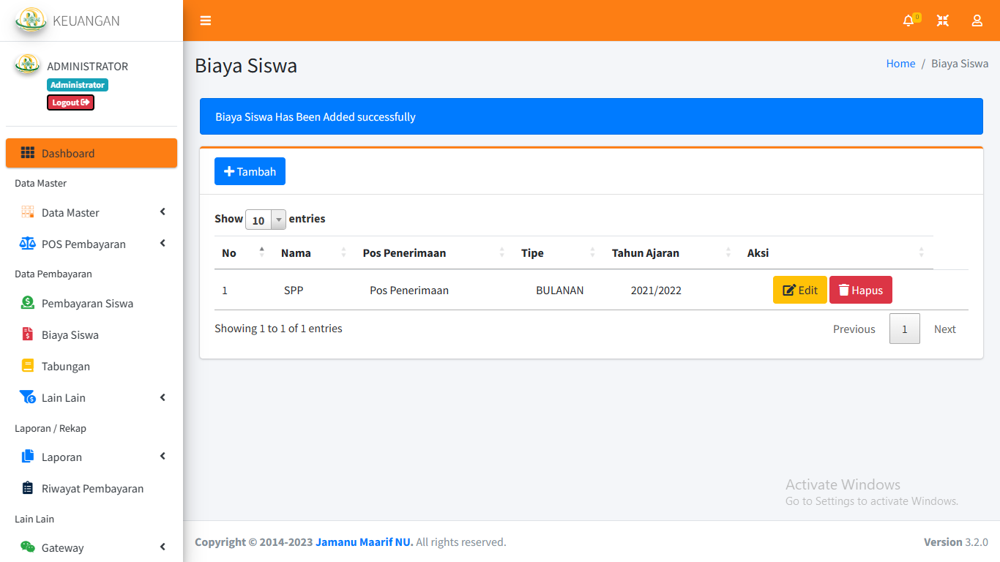 KEUANGAN
0
ADMINISTRATOR
Administrator
Logout
Dashboard
Data Master
Data Master
POS Pembayaran
Data Pembayaran
Pembayaran Siswa
Biaya Siswa
Tabungan
Lain Lain
Laporan / Rekap
Laporan
Riwayat Pembayaran
Lain Lain
Gateway
Biaya Siswa
Home / Biaya Siswa
Biaya Siswa Has Been Added successfully
Tambah
Show 10 entries
No Nama Pos Penerimaan Tipe Tahun Ajaran Aksi
1 SPP Pos Penerimaan BULANAN 2021/2022 Edit Hapus
Showing 1 to 1 of 1 entries
Previous 1 Next
Activate Windows
Go to Settings to activate Windows.
Copyright © 2014-2023 Jamanu Maarif NU. All rights reserved.
Version 3.2.0